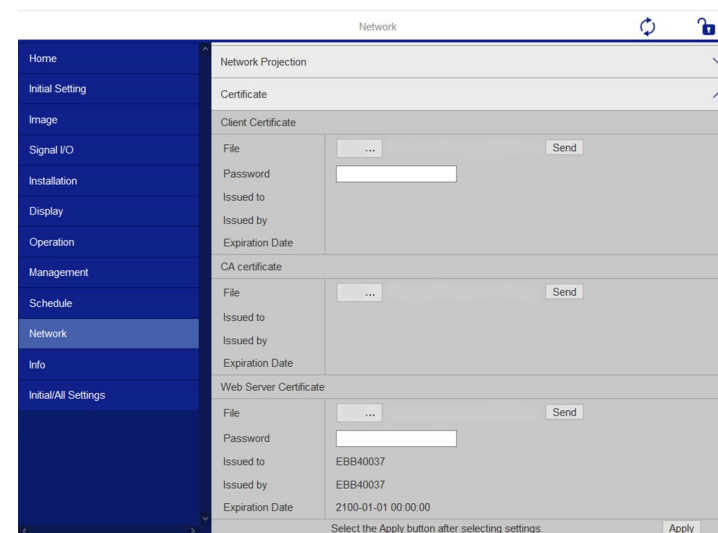 Network
Home
Initial Setting
Image
Signal I/O
Installation
Display
Operation
Management
Schedule
Network
Info
Initial/All Settings
Network Projection
Certificate
Client Certificate
File ... Send
Password
Issued to
Issued by
Expiration Date
CA certificate
File ... Send
Issued to
Issued by
Expiration Date
Web Server Certificate
File ... Send
Password
Issued to EBB40037
Issued by EBB40037
Expiration Date 2100-01-01 00:00:00
Select the Apply button after selecting settings. Apply